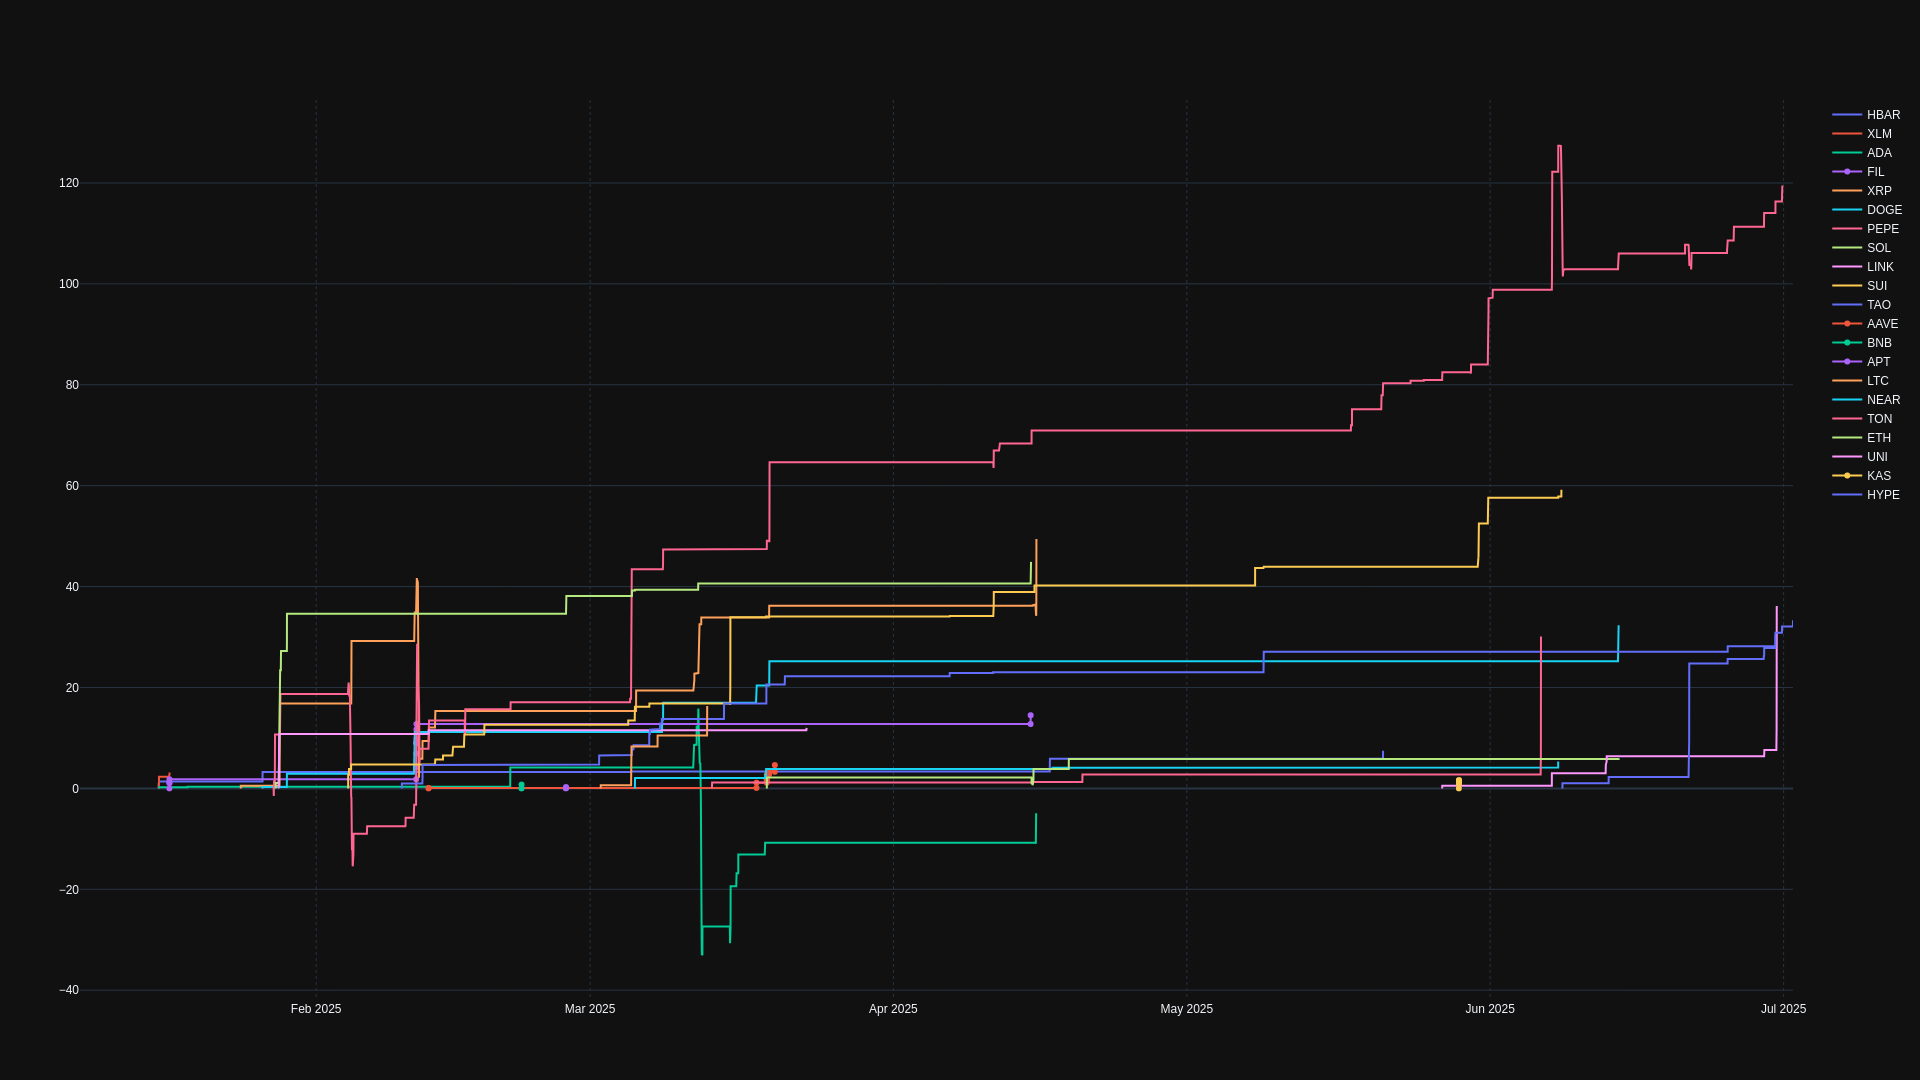 120
100
80
60
40
20
0
−20
−40
Feb 2025
Mar 2025
Apr 2025
May 2025
Jun 2025
Jul 2025
HBAR
XLM
ADA
FIL
XRP
DOGE
PEPE
SOL
LINK
SUI
TAO
AAVE
BNB
APT
LTC
NEAR
TON
ETH
UNI
KAS
HYPE